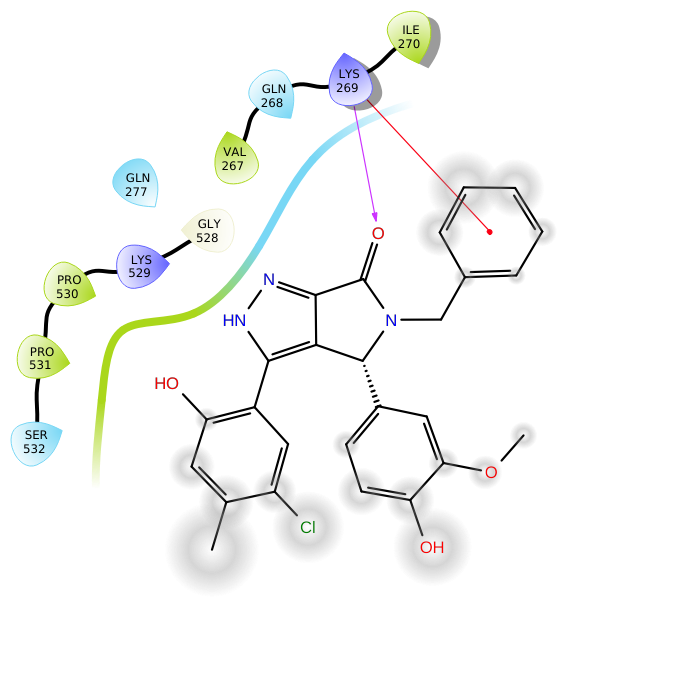 ILE
270
LYS
269
GLN
268
VAL
267
GLN
277
GLY
528
LYS
529
PRO
530
PRO
531
SER
532
O
N
HN
N
HO
O
Cl
OH